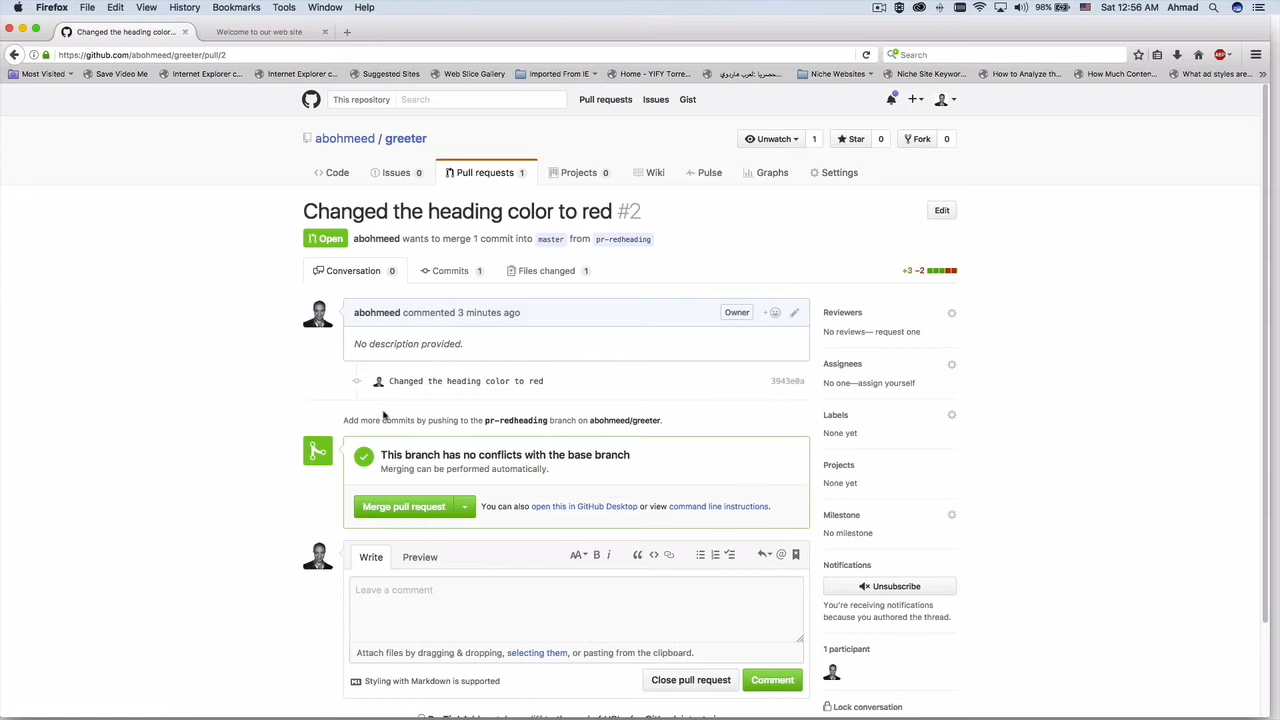 Firefox File Edit View History Bookmarks Tools Window Help 98% Sat 12:56 AM Ahmad
Changed the heading color to red × Welcome to our web site × +
https://github.com/abohmeed/greeter/pull/2 Search
Most Visited Save Video Me Internet Explorer c... Internet Explorer c... Suggested Sites Web Slice Gallery Imported From IE Home - YIFY Torre... Niche Websites Niche Site Keywor... How to Analyze th... How Much Conten... What ad styles are...
This repository Search Pull requests Issues Gist
abohmeed / greeter Unwatch 1 Star 0 Fork 0
Code Issues 0 Pull requests 1 Projects 0 Wiki Pulse Graphs Settings
Changed the heading color to red #2 Edit
Open abohmeed wants to merge 1 commit into master from pr-redheading
Conversation 0 Commits 1 Files changed 1 +3 −2
abohmeed commented 3 minutes ago Owner
No description provided.
Changed the heading color to red 3943e0a
Add more commits by pushing to the pr-redheading branch on abohmeed/greeter.
This branch has no conflicts with the base branch
Merging can be performed automatically.
Merge pull request You can also open this in GitHub Desktop or view command line instructions.
Write Preview AA B i
Leave a comment
Attach files by dragging & dropping, selecting them, or pasting from the clipboard.
Styling with Markdown is supported Close pull request Comment
Reviewers
No reviews—request one
Assignees
No one—assign yourself
Labels
None yet
Projects
None yet
Milestone
No milestone
Notifications
Unsubscribe
You're receiving notifications
because you authored the thread.
1 participant
Lock conversation